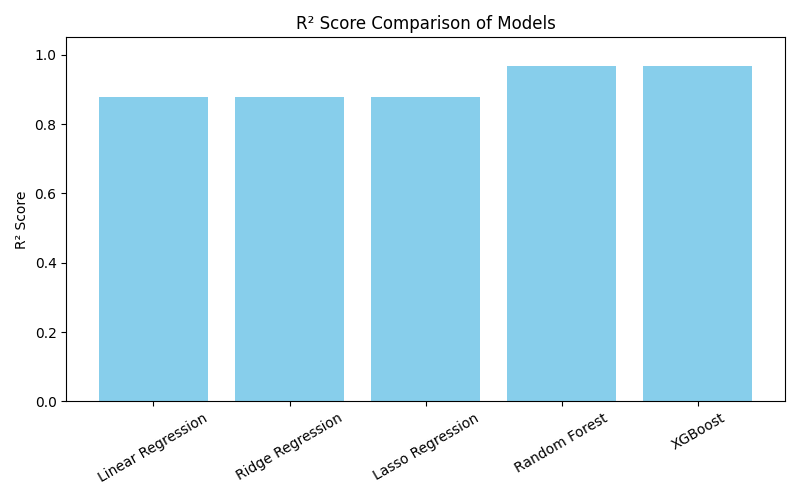 R² Score Comparison of Models
1.0
0.8
0.6
0.4
0.2
0.0
R² Score
Linear Regression
Ridge Regression
Lasso Regression
Random Forest
XGBoost